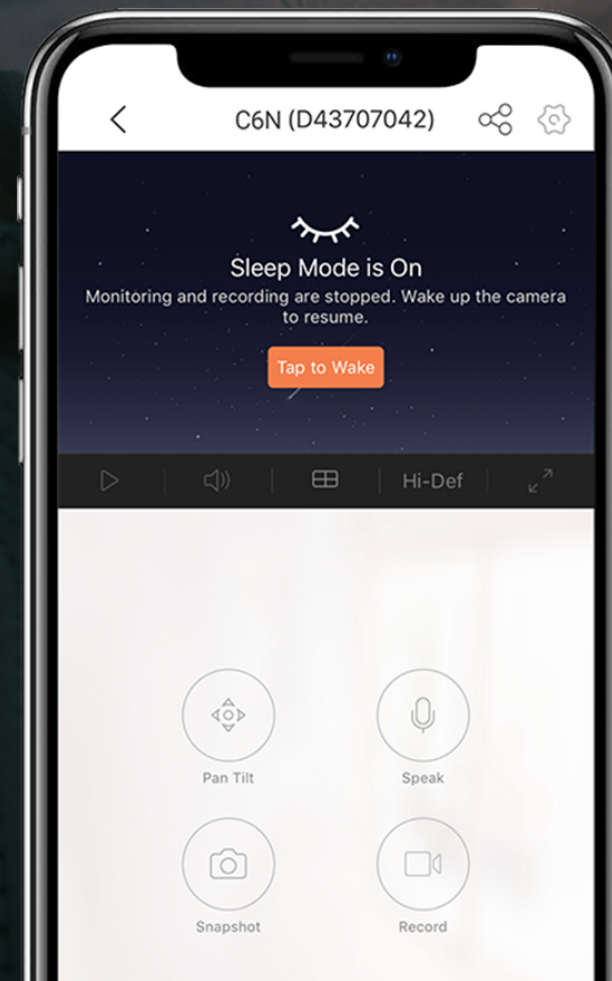 C6N (D43707042)
Sleep Mode is On
Monitoring and recording are stopped. Wake up the camera
to resume.
Tap to Wake
Hi-Def
Pan Tilt
Speak
Snapshot
Record